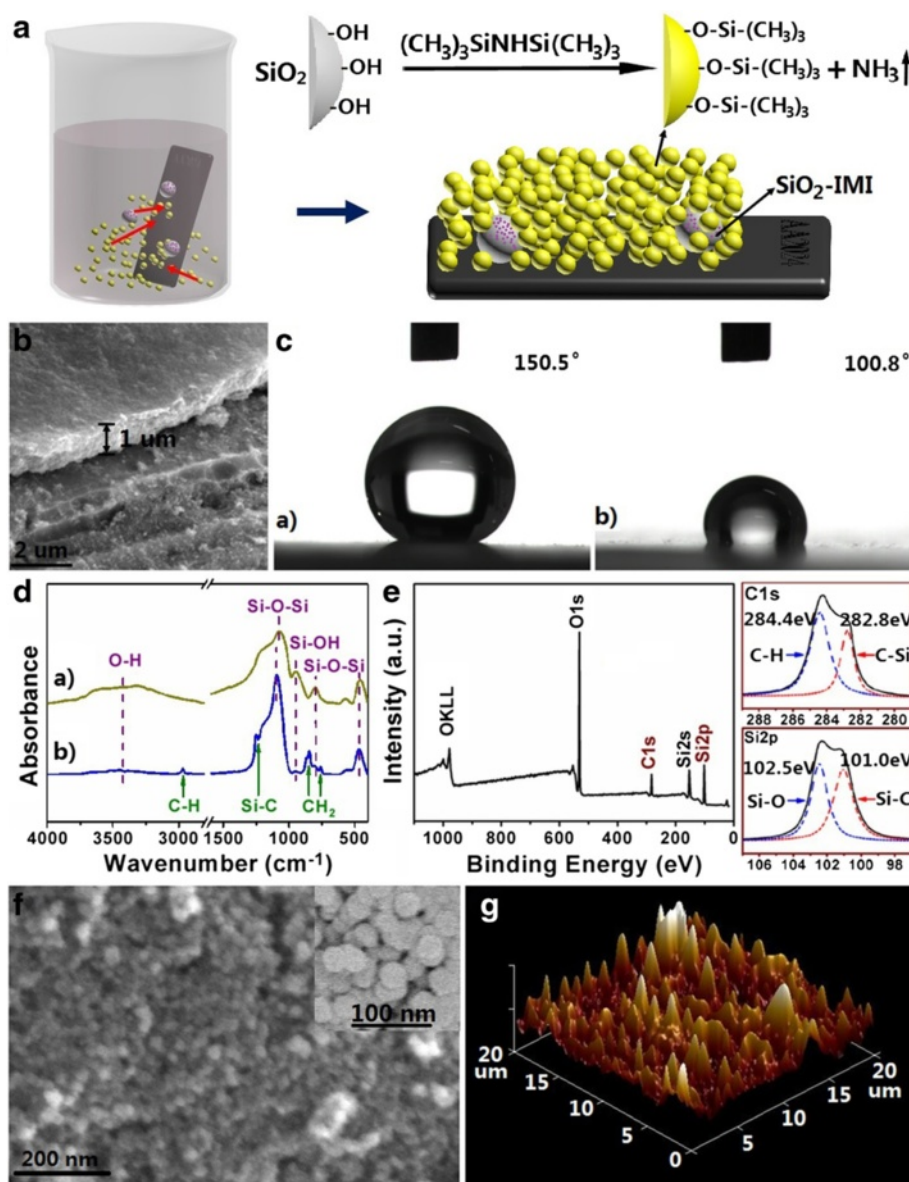 a
SiO2
-OH
-OH
-OH
(CH3)3SiNHSi(CH3)3
-O-Si-(CH3)3
-O-Si-(CH3)3 + NH3
-O-Si-(CH3)3
SiO2-IMI
AA2024
b
1 um
2 um
c
150.5°
a)
100.8°
b)
d
Absorbance
a)
b)
O-H
Si-O-Si
Si-OH
Si-O-Si
C-H
Si-C
CH2
4000
3000
1500
1000
500
Wavenumber (cm-1)
e
Intensity (a.u.)
OKLL
O1s
C1s
Si2s
Si2p
1000
800
600
400
200
0
Binding Energy (eV)
C1s
284.4eV
282.8eV
C-H
C-Si
288 286 284 282 280
Si2p
102.5eV
101.0eV
Si-O
Si-C
106 104 102 100 98
f
100 nm
200 nm
g
20
um
15
10
5
0
5
10
15
20
um